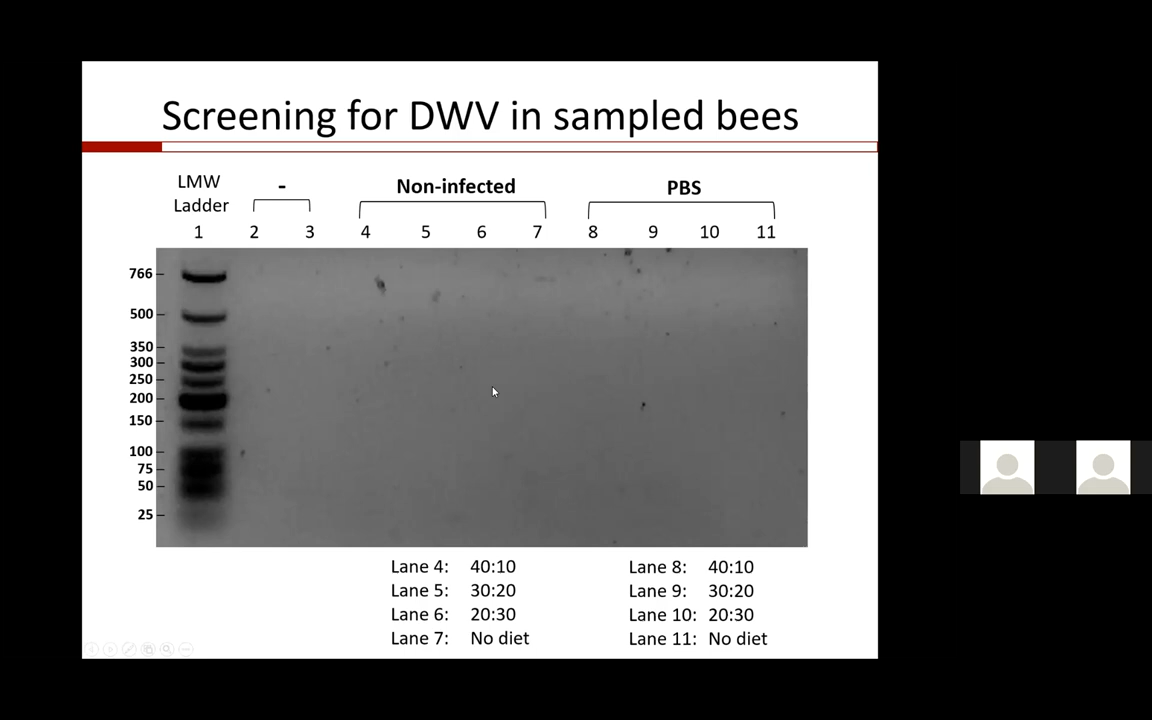 Screening for DWV in sampled bees
LMW
Ladder
-
Non-infected
PBS
1 2 3 4 5 6 7 8 9 10 11
766
500
350
300
250
200
150
100
75
50
25
Lane 4: 40:10
Lane 5: 30:20
Lane 6: 20:30
Lane 7: No diet
Lane 8: 40:10
Lane 9: 30:20
Lane 10: 20:30
Lane 11: No diet